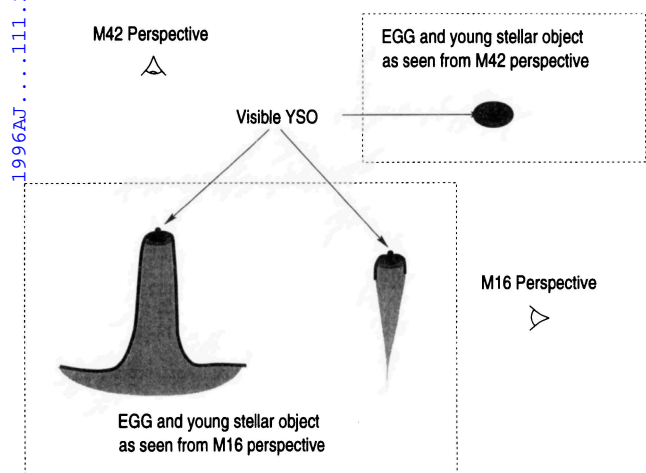 1996AJ....111.
M42 Perspective
EGG and young stellar object
as seen from M42 perspective
Visible YSO
M16 Perspective
EGG and young stellar object
as seen from M16 perspective